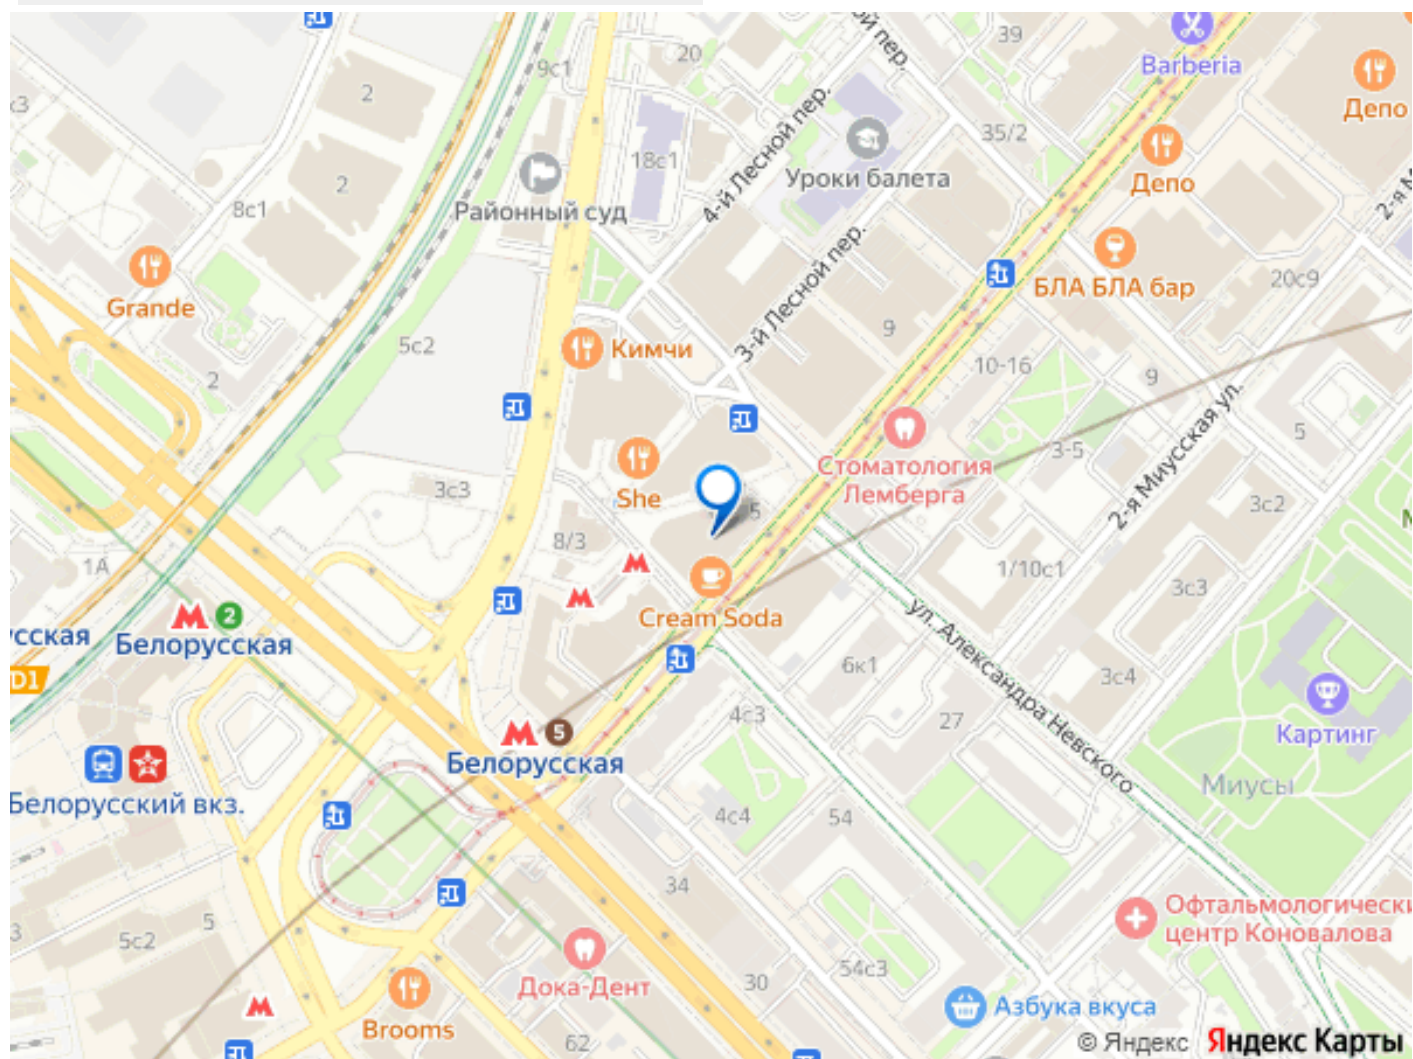 39
20
9с1
Barberia
2
Депо
35/2
18с1
4-й Лесной пер.
Уроки балета
Депо
2
8с1
Районный суд
3-й Лесной пер.
БЛА БЛА бар
20с9
Grande
9
5с2
Кимчи
10-16
9
2
2-я Миусская ул.
5
3-5
Стоматология
Лемберга
She
3с3
3с2
8/3
1А
1/10с1
3с3
2
Белорусская
Cream Soda
ул. Александра Невского
6к1
3с4
D1
4с3
27
5
Белорусская
Картинг
Миусы
Белорусский вкз.
4с4
54
34
5
5с2
Офтальмологически
центр Коновалова
Дока-Дент
30
54с3
Азбука вкуса
Brooms
62
© Яндекс Яндекс Карты